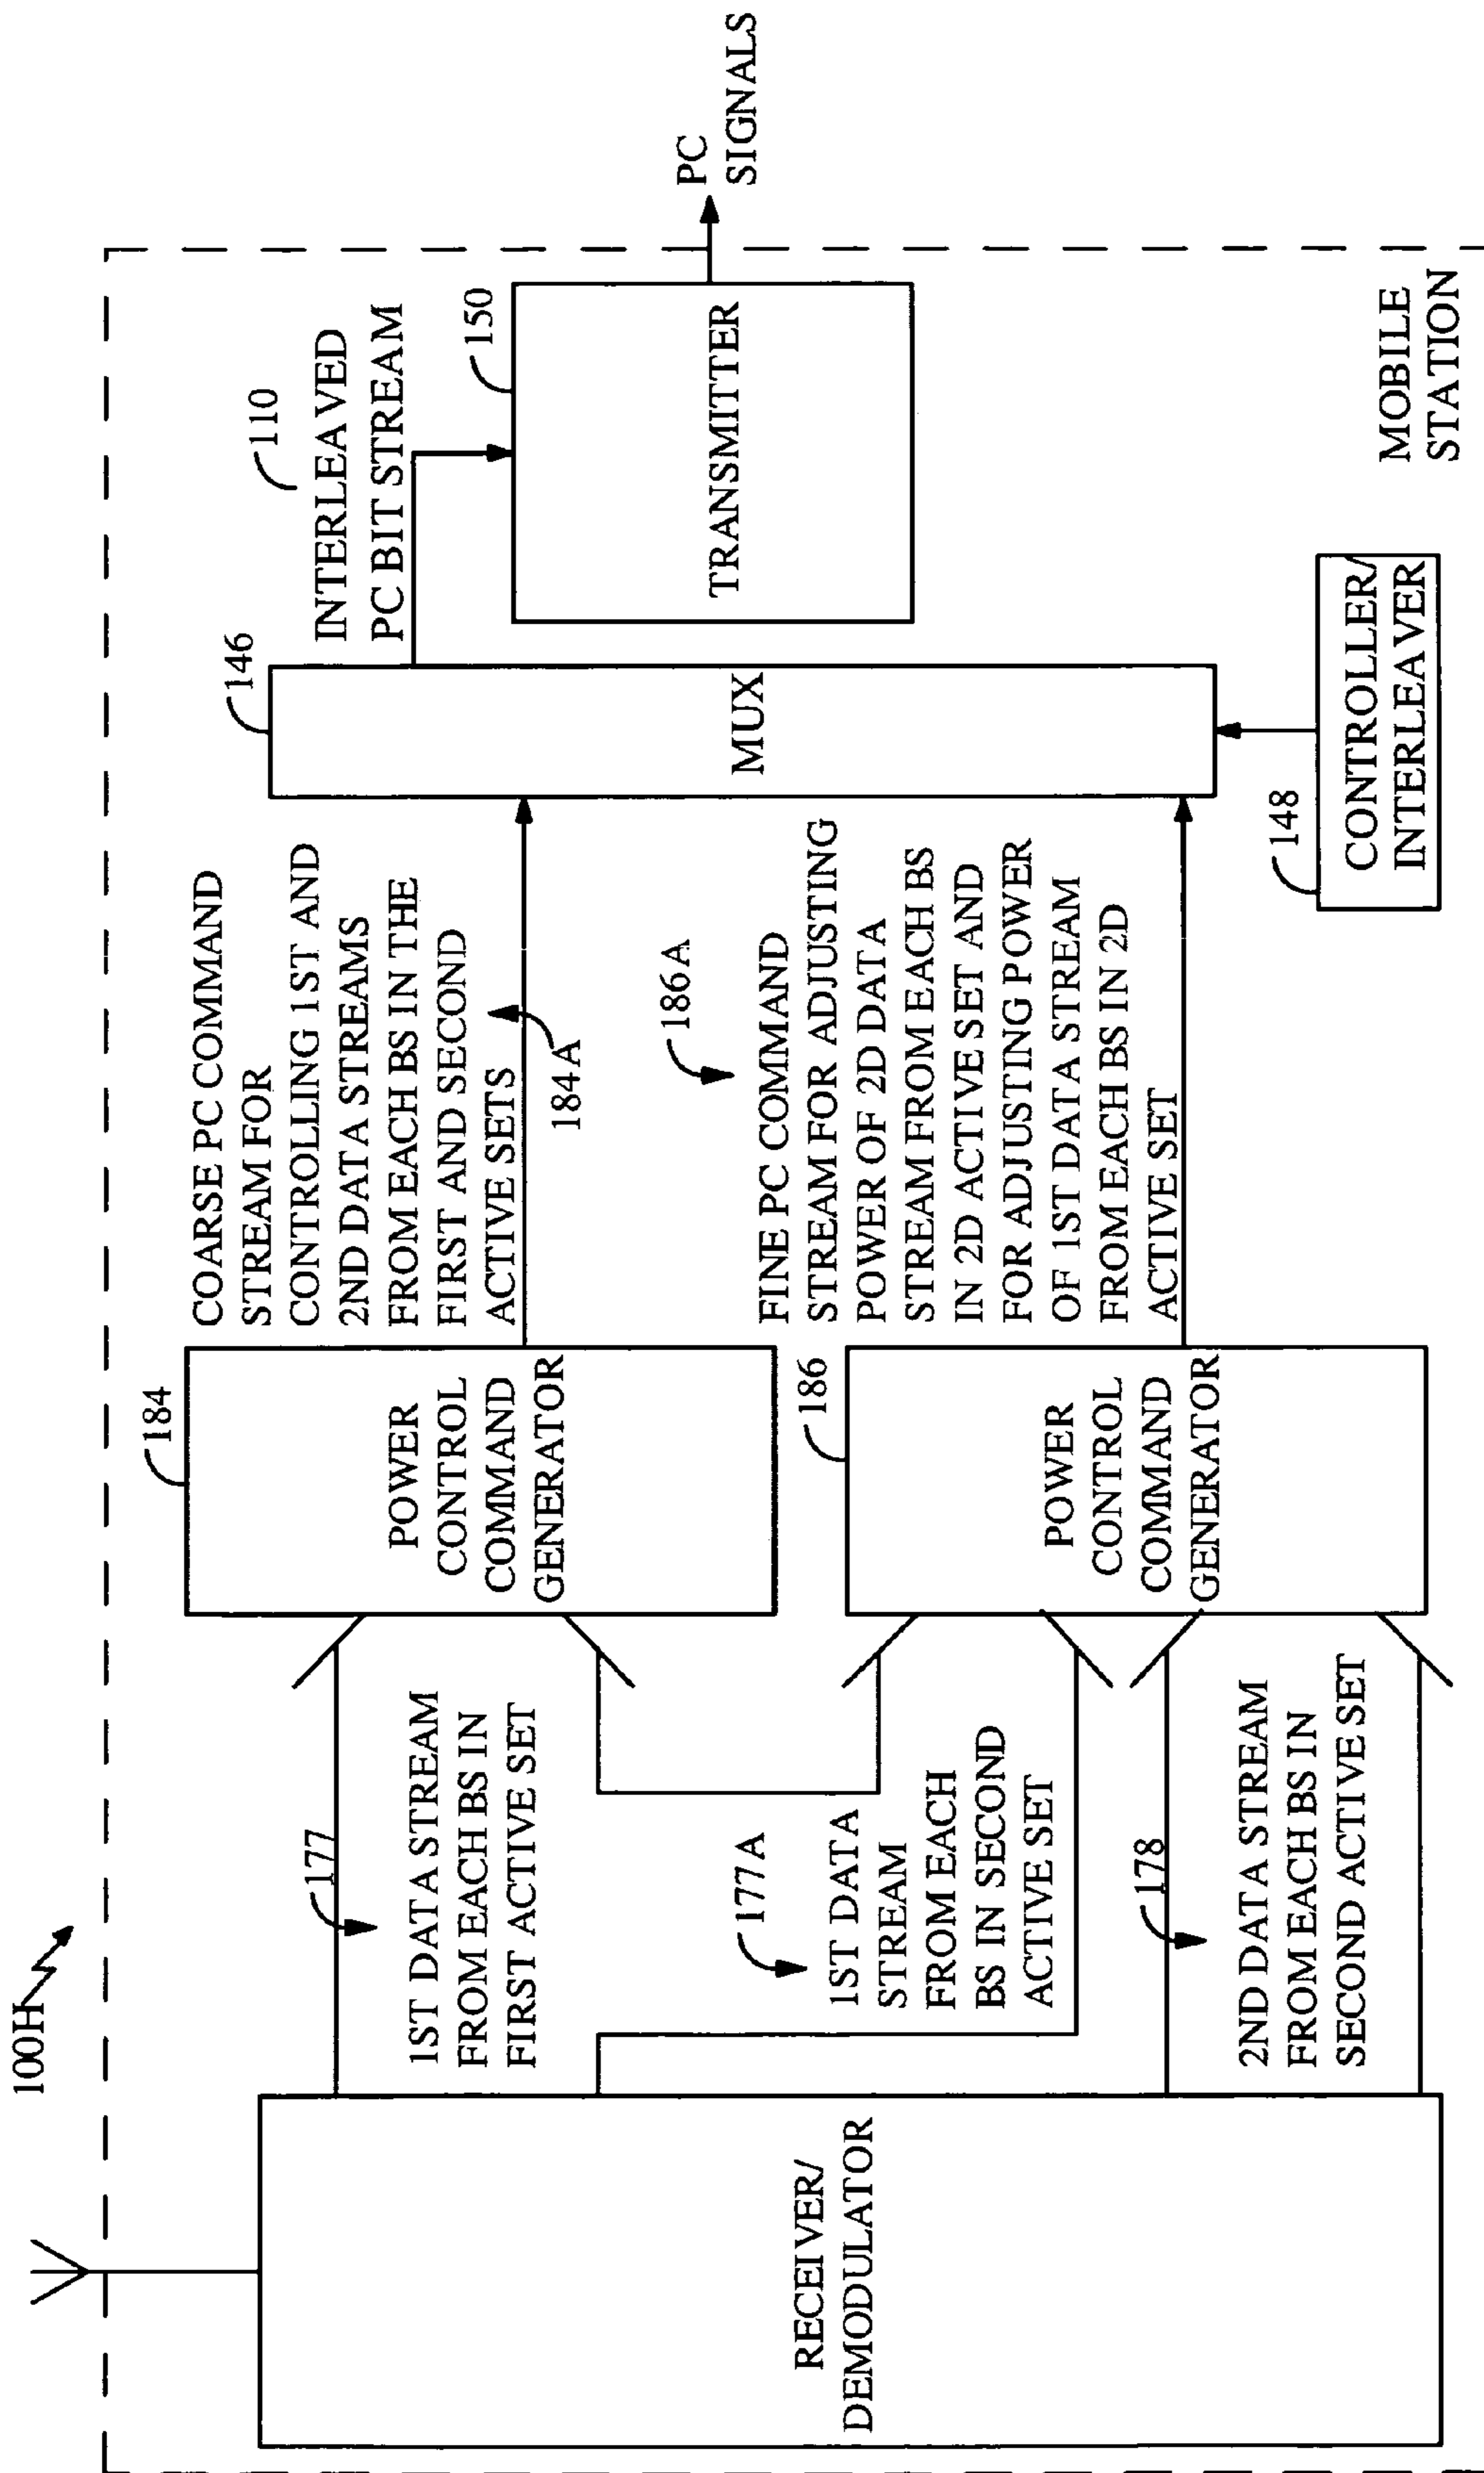 100H
RECEIVER/
DEMODULATOR
177
1ST DATA STREAM
FROM EACH BS IN
FIRST ACTIVE SET
177A
1ST DATA
STREAM
FROM EACH
BS IN SECOND
ACTIVE SET
178
2ND DATA STREAM
FROM EACH BS IN
SECOND ACTIVE SET
184
POWER
CONTROL
COMMAND
GENERATOR
186
POWER
CONTROL
COMMAND
GENERATOR
COARSE PC COMMAND
STREAM FOR
CONTROLLING 1ST AND
2ND DATA STREAMS
FROM EACH BS IN THE
FIRST AND SECOND
ACTIVE SETS
184A
186A
FINE PC COMMAND
STREAM FOR ADJUSTING
POWER OF 2D DATA
STREAM FROM EACH BS
IN 2D ACTIVE SET AND
FOR ADJUSTING POWER
OF 1ST DATA STREAM
FROM EACH BS IN 2D
ACTIVE SET
146
MUX
148
CONTROLLER/
INTERLEAVER
110
INTERLEAVED
PC BIT STREAM
150
TRANSMITTER
MOBILE
STATION
PC
SIGNALS